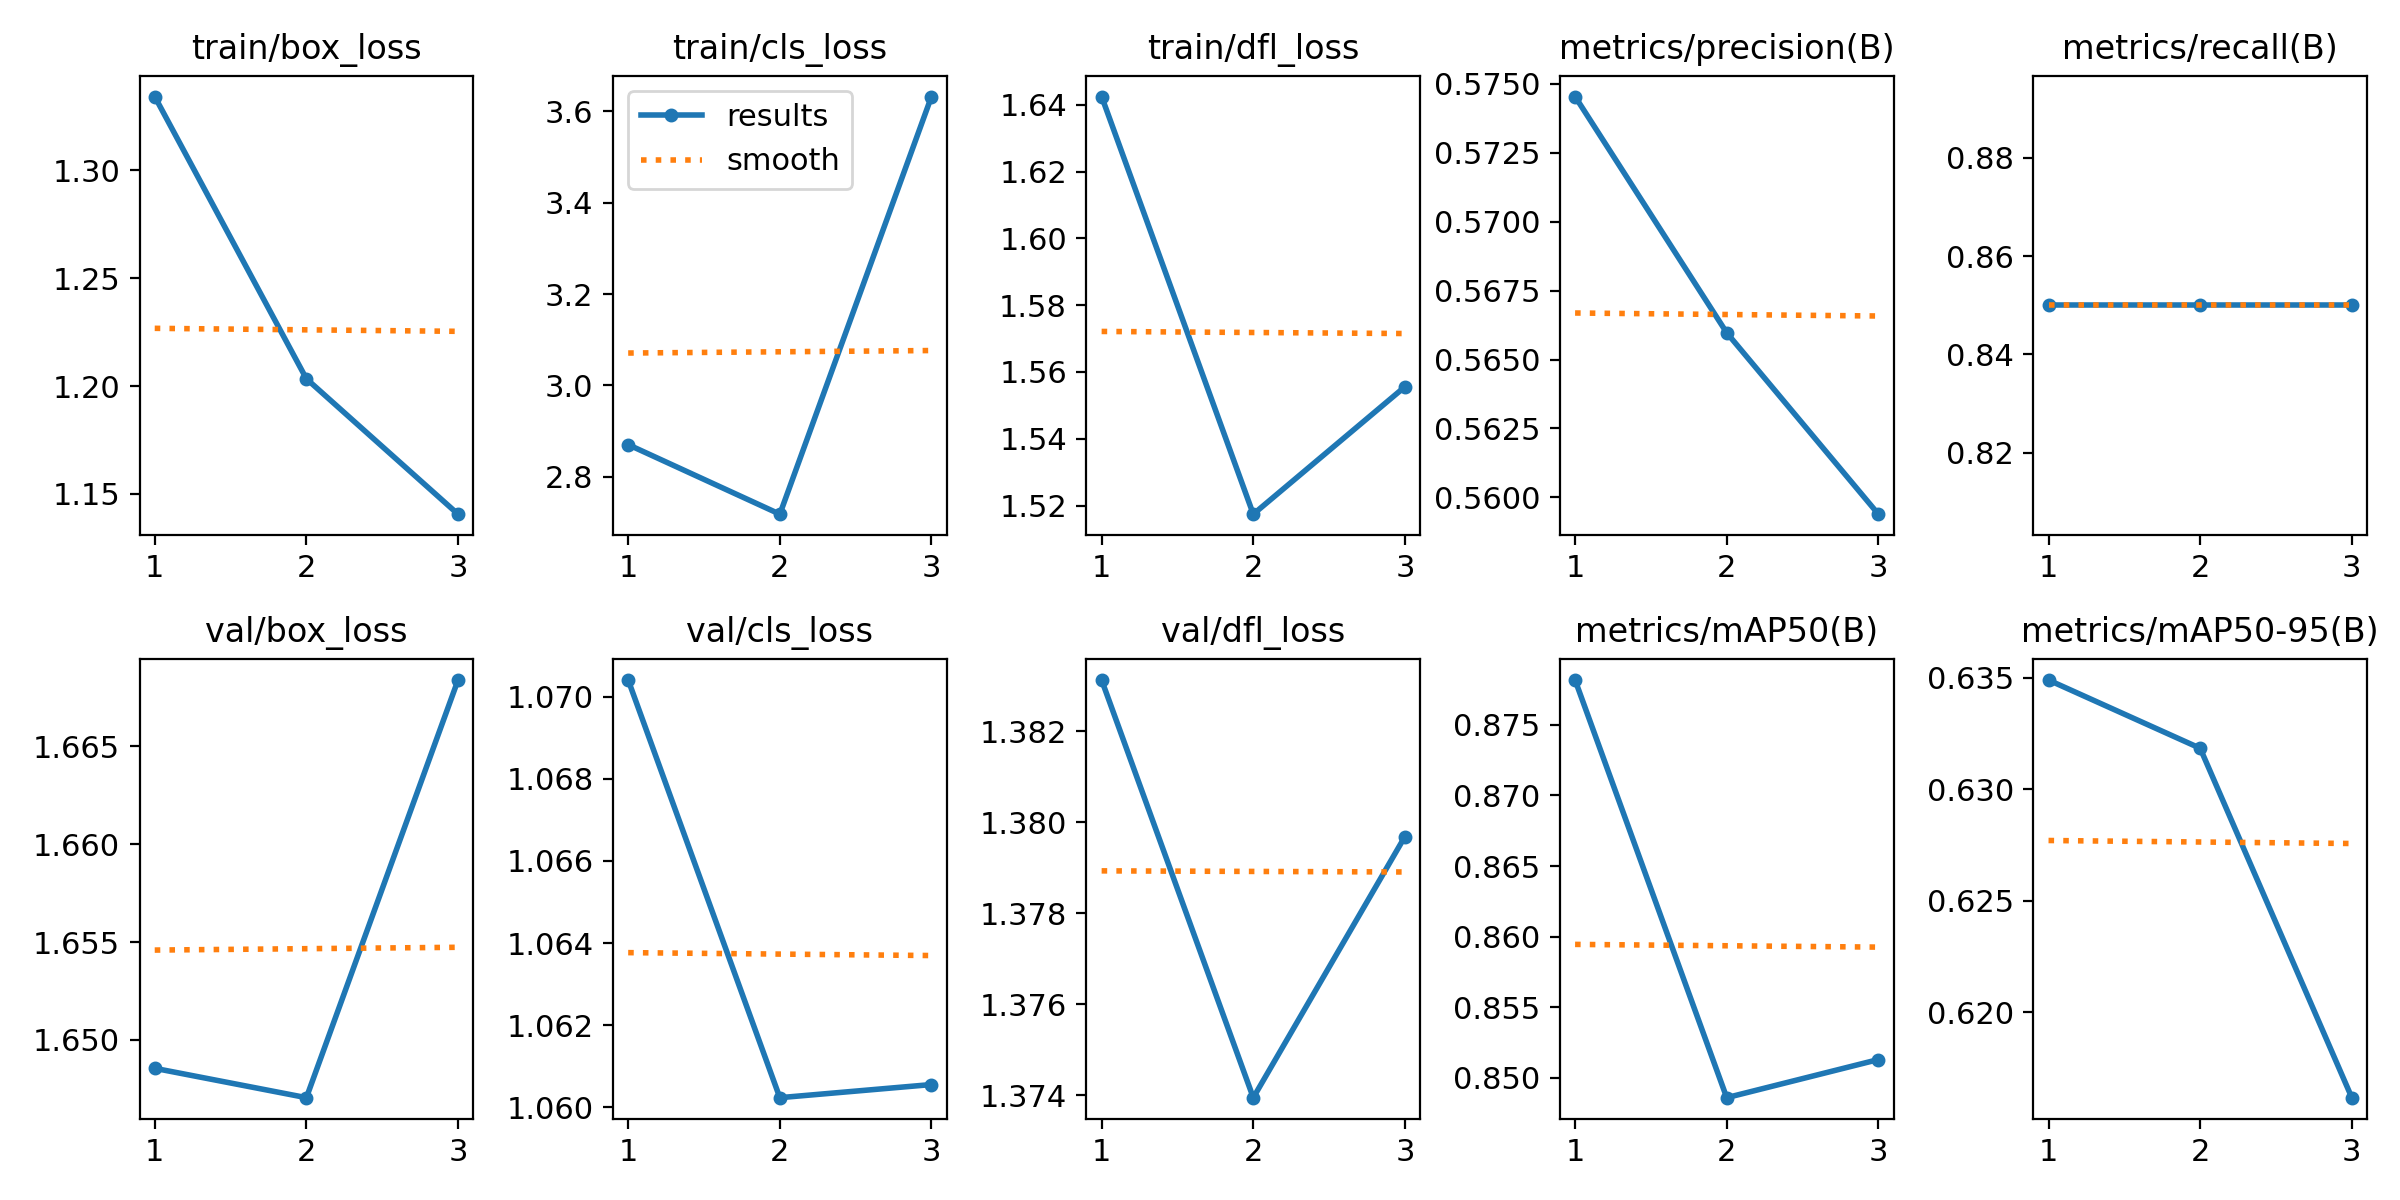 train/box_loss
1.30
1.25
1.20
1.15
1 2 3
train/cls_loss
results
smooth
3.6
3.4
3.2
3.0
2.8
1 2 3
train/dfl_loss
1.64
1.62
1.60
1.58
1.56
1.54
1.52
1 2 3
metrics/precision(B)
0.5750
0.5725
0.5700
0.5675
0.5650
0.5625
0.5600
1 2 3
metrics/recall(B)
0.88
0.86
0.84
0.82
1 2 3
val/box_loss
1.665
1.660
1.655
1.650
1 2 3
val/cls_loss
1.070
1.068
1.066
1.064
1.062
1.060
1 2 3
val/dfl_loss
1.382
1.380
1.378
1.376
1.374
1 2 3
metrics/mAP50(B)
0.875
0.870
0.865
0.860
0.855
0.850
1 2 3
metrics/mAP50-95(B)
0.635
0.630
0.625
0.620
1 2 3